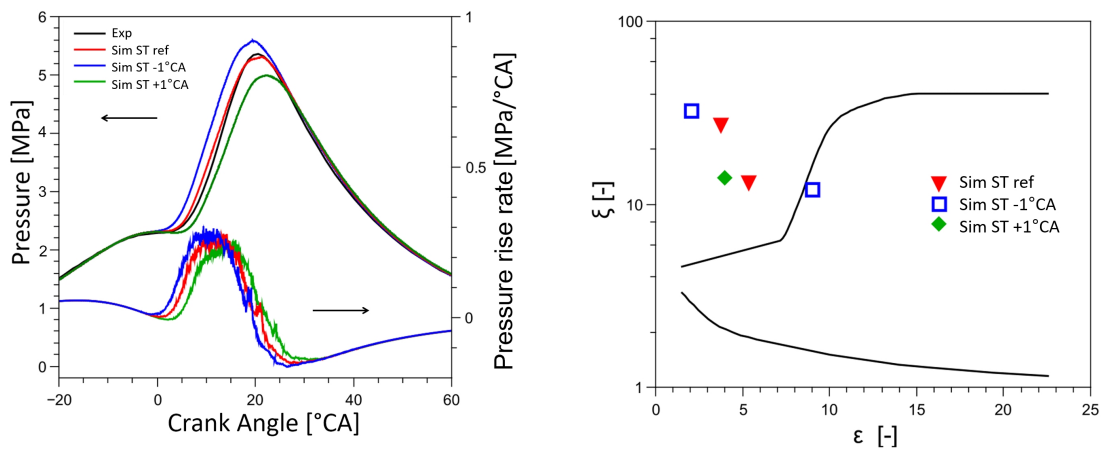 6
5
4
3
2
1
0
Pressure [MPa]
Exp
Sim ST ref
Sim ST -1°CA
Sim ST +1°CA
1
0.5
0
Pressure rise rate [MPa/°CA]
−20
0
20
40
60
Crank Angle [°CA]
100
10
1
ξ [-]
Sim ST ref
Sim ST -1°CA
Sim ST +1°CA
0
5
10
15
20
25
ε [-]